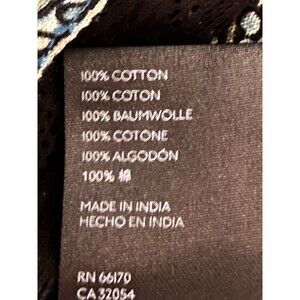 100% COTTON
100% COTON
100% BAUMWOLLE
100% COTONE
100% ALGODÓN
100% 棉
MADE IN INDIA
HECHO EN INDIA
RN 66170
CA 32054